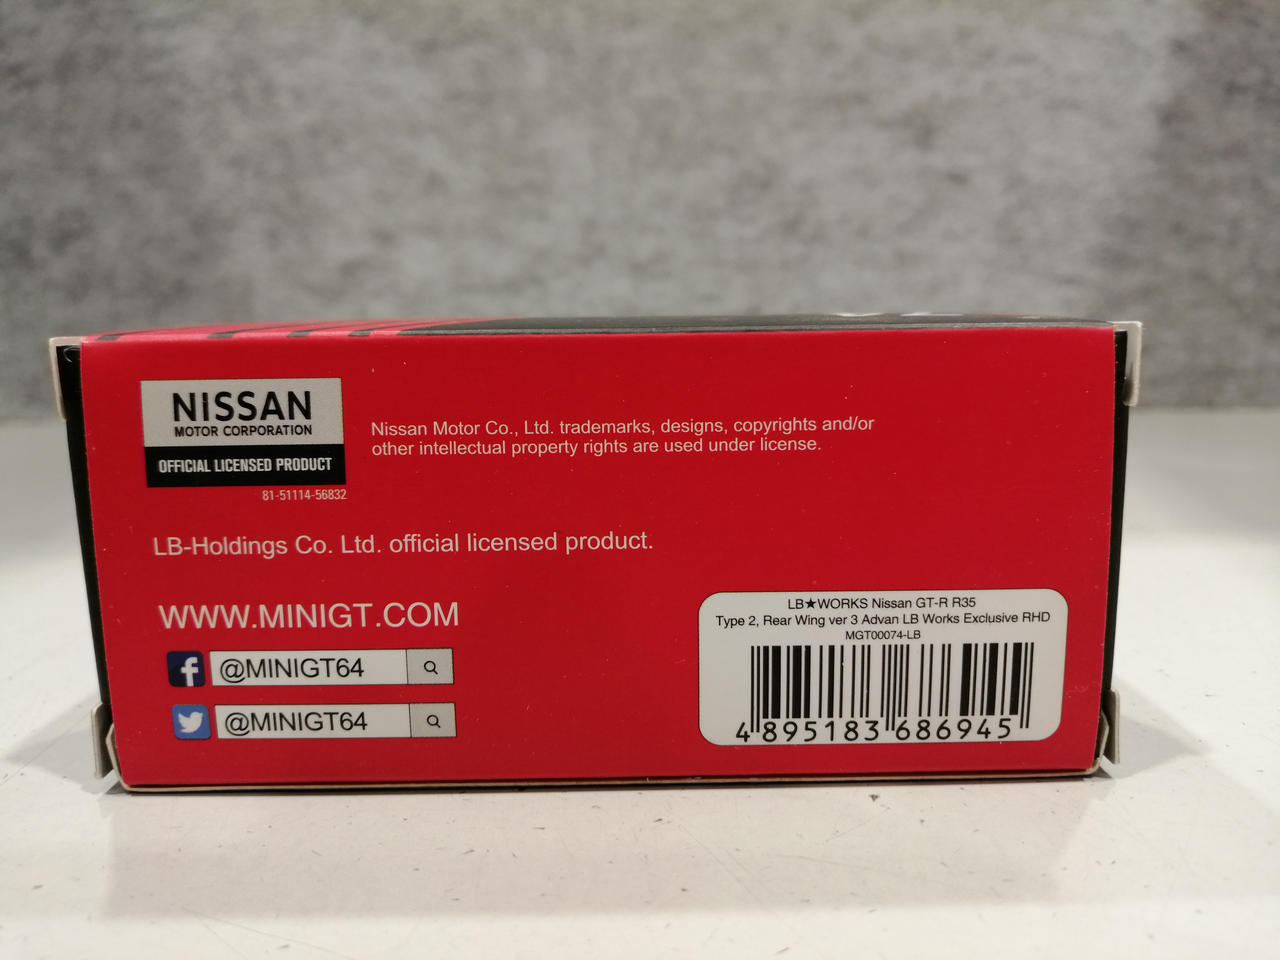 NISSAN
MOTOR CORPORATION
OFFICIAL LICENSED PRODUCT
81-51114-56832
Nissan Motor Co., Ltd. trademarks, designs, copyrights and/or
other intellectual property rights are used under license.
LB-Holdings Co. Ltd. official licensed product.
WWW.MINIGT.COM
@MINIGT64
@MINIGT64
LB★WORKS Nissan GT-R R35
Type 2, Rear Wing ver 3 Advan LB Works Exclusive RHD
MGT00074-LB
4 895183 686945